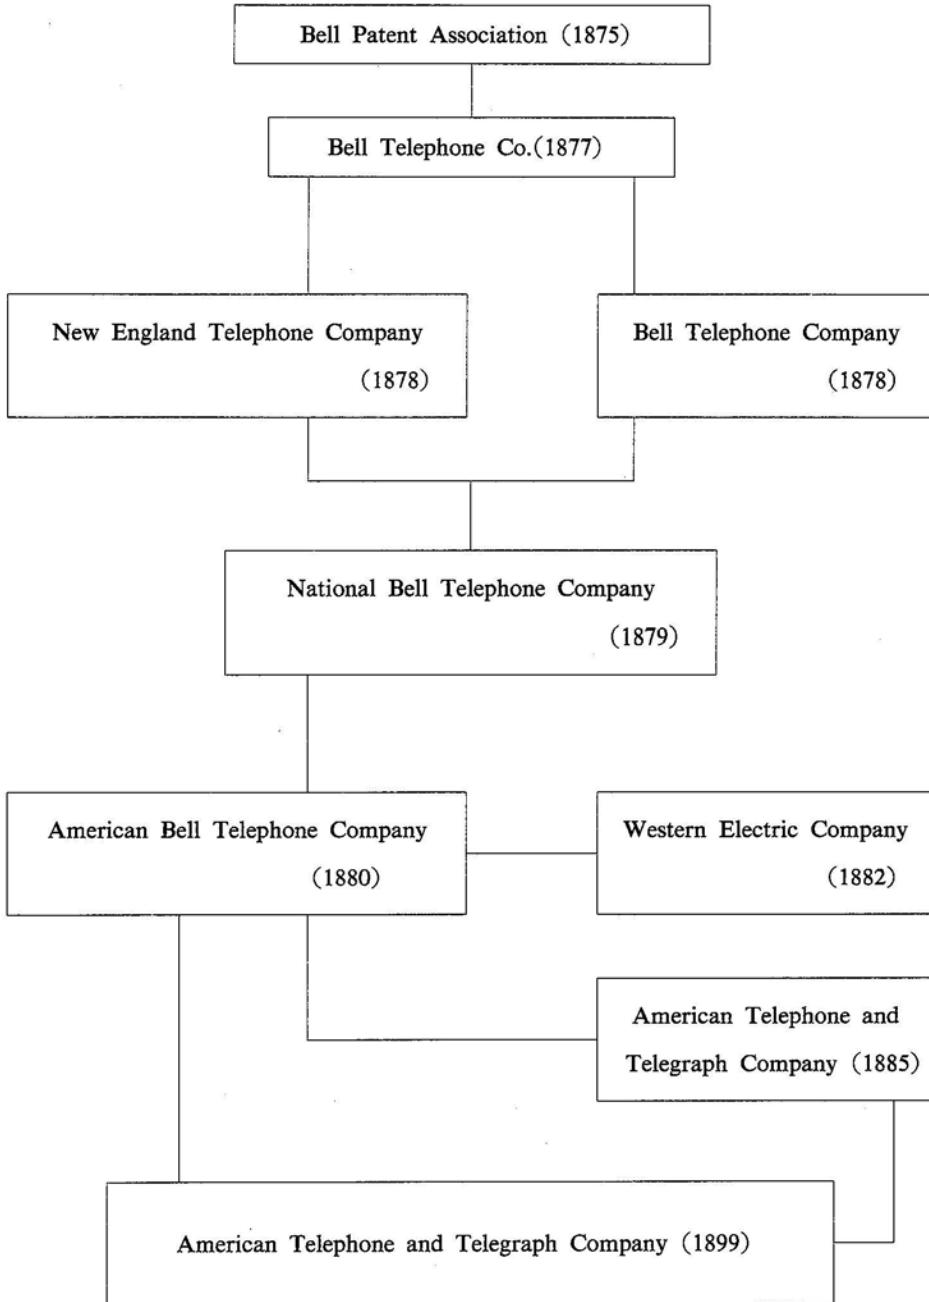 Bell Patent Association (1875)
Bell Telephone Co.(1877)
New England Telephone Company
(1878)
Bell Telephone Company
(1878)
National Bell Telephone Company
(1879)
American Bell Telephone Company
(1880)
Western Electric Company
(1882)
American Telephone and
Telegraph Company (1885)
American Telephone and Telegraph Company (1899)